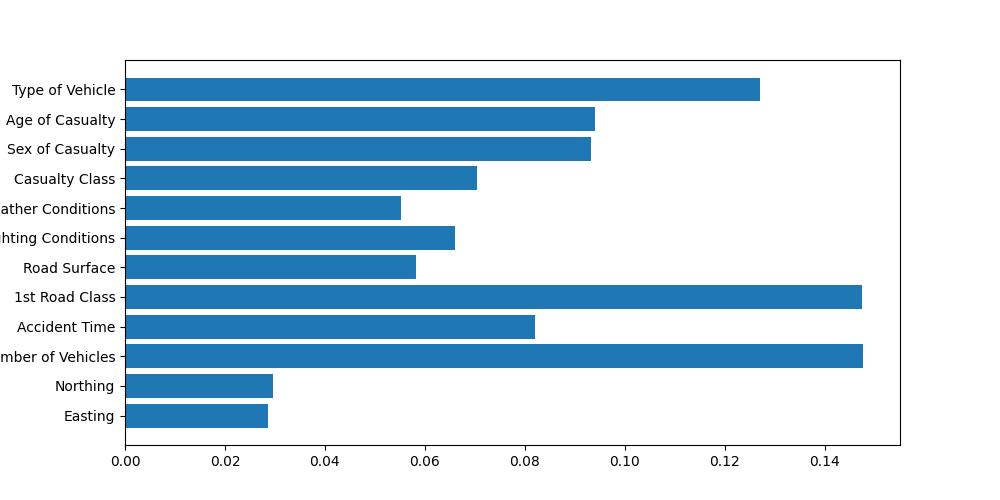 Type of Vehicle
Age of Casualty
Sex of Casualty
Casualty Class
ather Conditions
hting Conditions
Road Surface
1st Road Class
Accident Time
mber of Vehicles
Northing
Easting
0.00 0.02 0.04 0.06 0.08 0.10 0.12 0.14